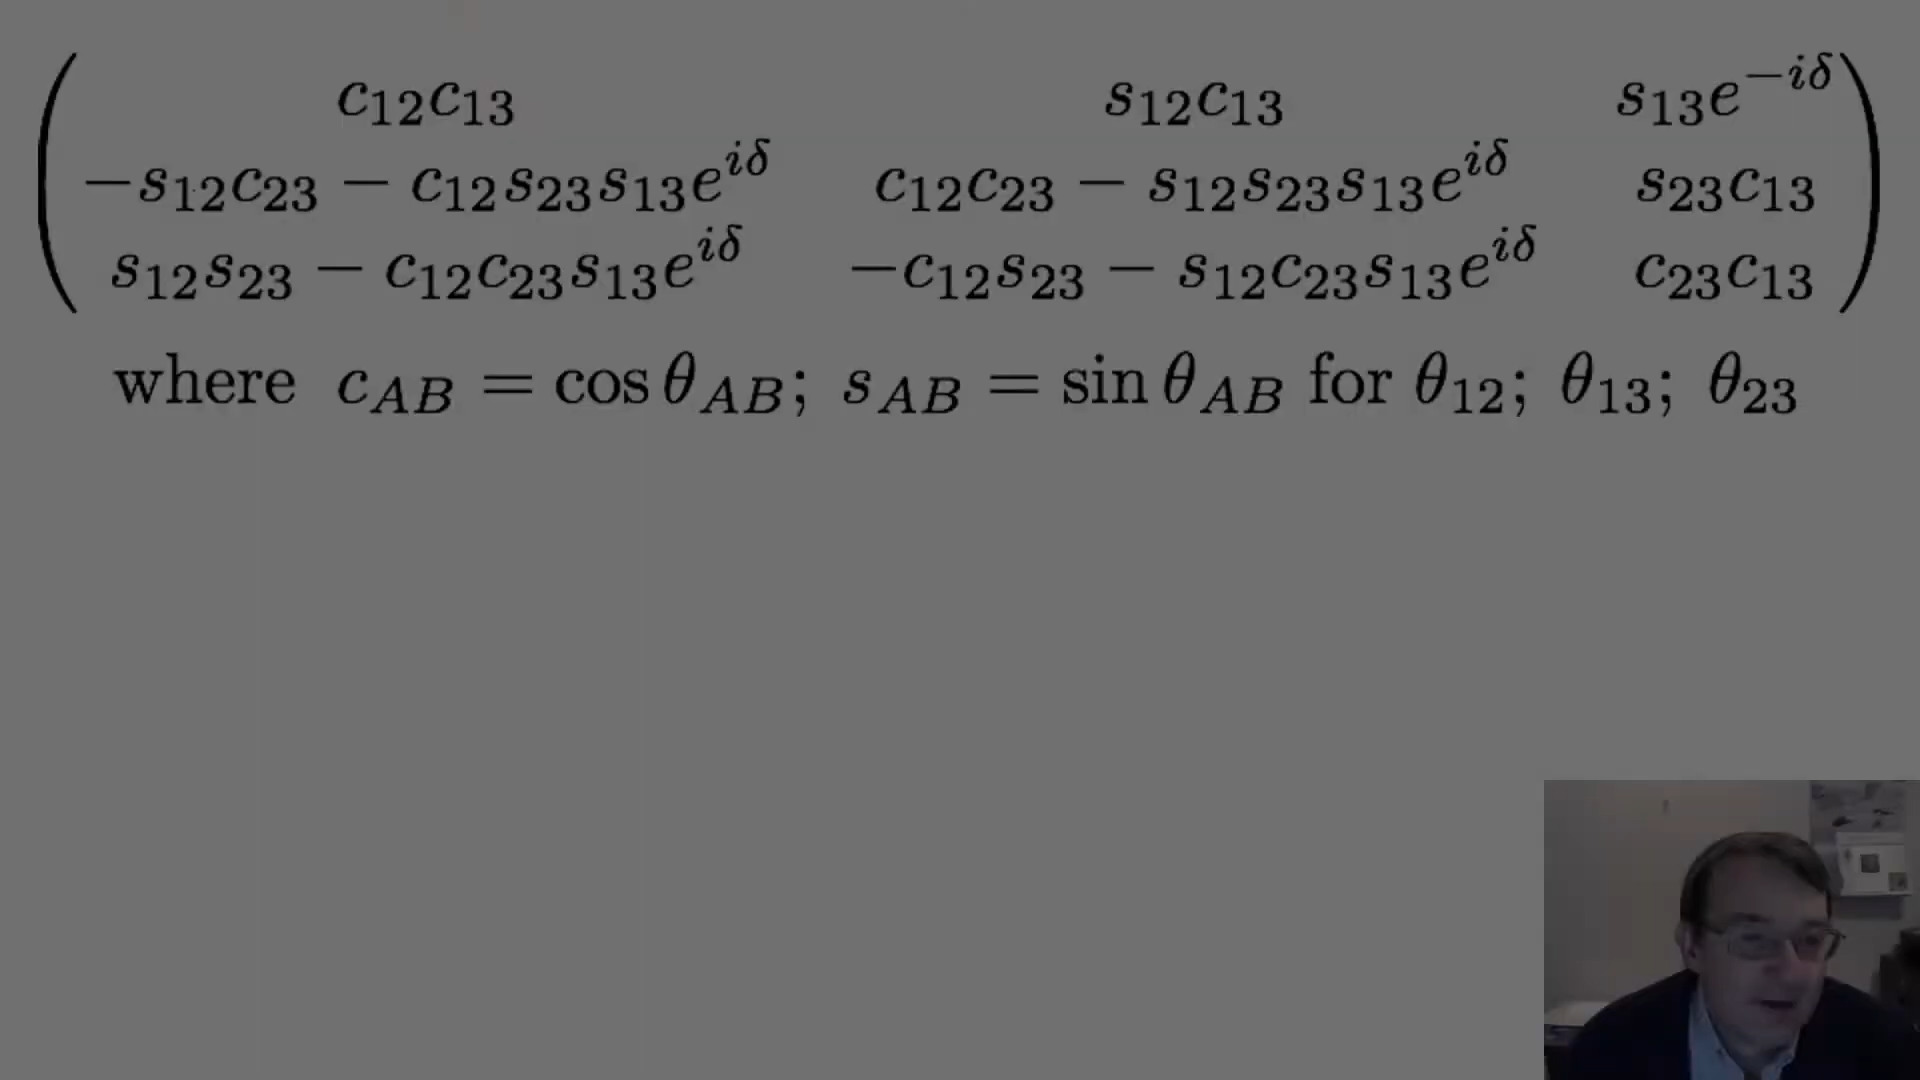 c₁₂c₁₃ s₁₂c₁₃ s₁₃e^{−iδ}
−s₁₂c₂₃ − c₁₂s₂₃s₁₃e^{iδ} c₁₂c₂₃ − s₁₂s₂₃s₁₃e^{iδ} s₂₃c₁₃
s₁₂s₂₃ − c₁₂c₂₃s₁₃e^{iδ} −c₁₂s₂₃ − s₁₂c₂₃s₁₃e^{iδ} c₂₃c₁₃
where c_{AB} = cos θ_{AB}; s_{AB} = sin θ_{AB} for θ₁₂; θ₁₃; θ₂₃